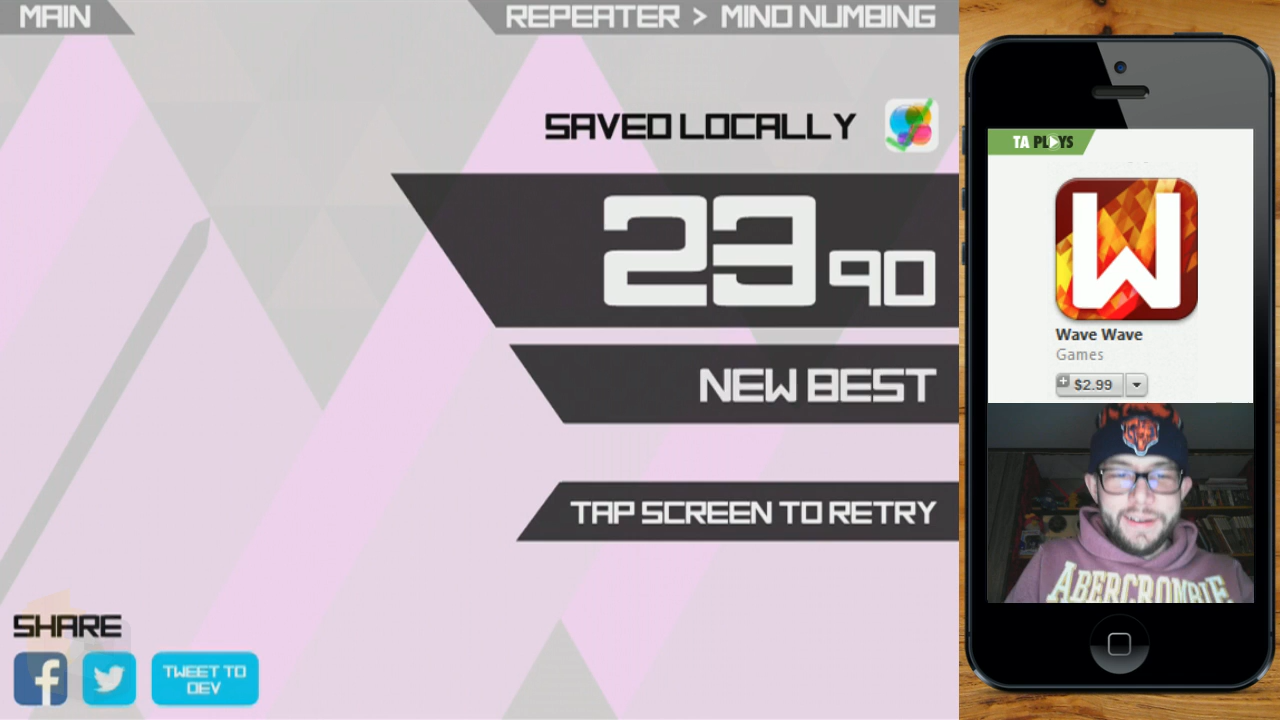 MAIN
REPEATER > MIND NUMBING
SAVED LOCALLY
23 90
NEW BEST
TAP SCREEN TO RETRY
SHARE
TWEET TO
DEV
TA PLAYS
W
Wave Wave
Games
$2.99
ABERCROMBIE